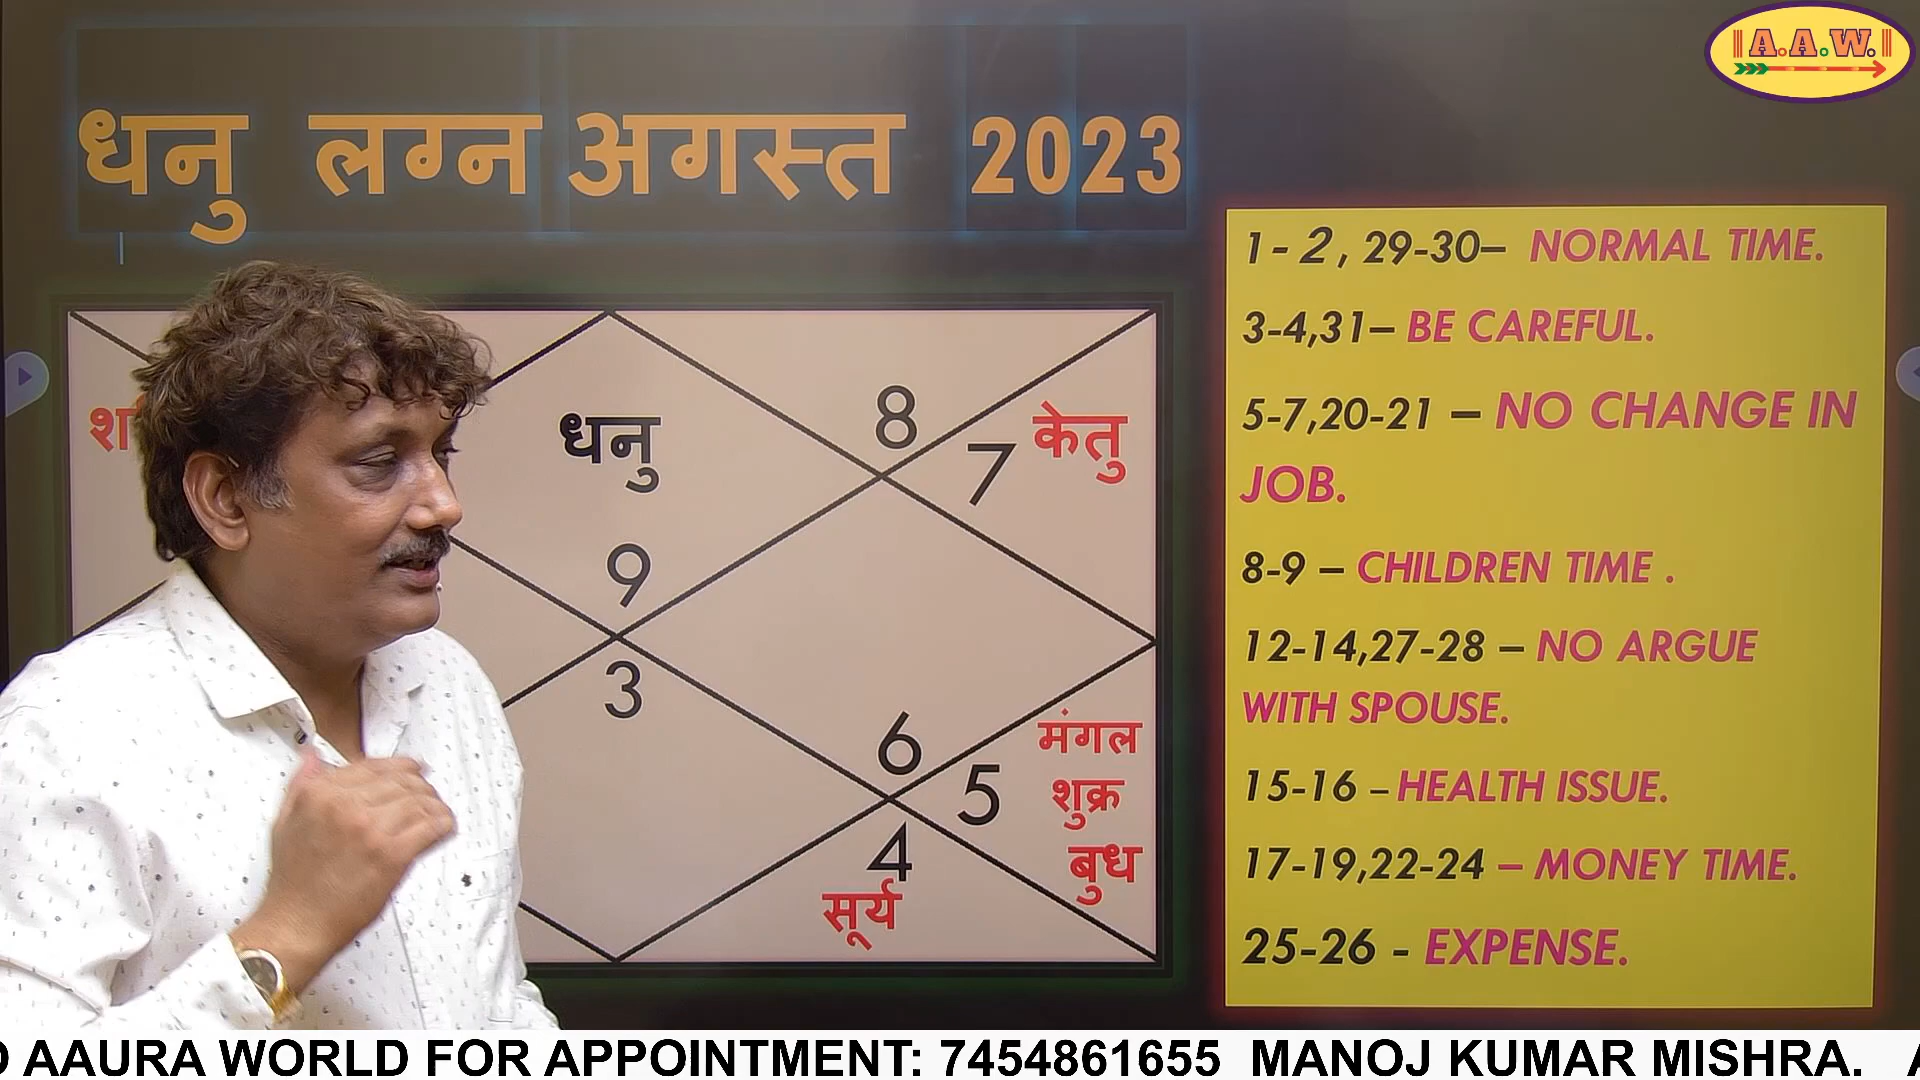 A.A.W.
धनु लग्न अगस्त 2023
1-2, 29-30– NORMAL TIME.
3-4,31– BE CAREFUL.
5-7,20-21 – NO CHANGE IN
JOB.
8-9 – CHILDREN TIME .
12-14,27-28 – NO ARGUE
WITH SPOUSE.
15-16 – HEALTH ISSUE.
17-19,22-24 – MONEY TIME.
25-26 - EXPENSE.
धनु
8
केतु
7
9
3
6
मंगल
5
शुक्र
4
बुध
सूर्य
AAURA WORLD FOR APPOINTMENT: 7454861655 MANOJ KUMAR MISHRA.